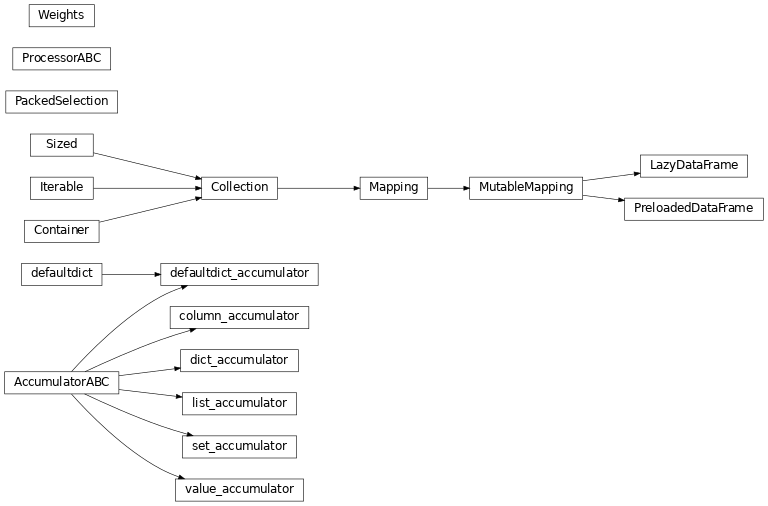 Weights
ProcessorABC
PackedSelection
Sized
LazyDataFrame
Iterable
Collection
Mapping
MutableMapping
PreloadedDataFrame
Container
defaultdict
defaultdict_accumulator
column_accumulator
dict_accumulator
AccumulatorABC
list_accumulator
set_accumulator
value_accumulator